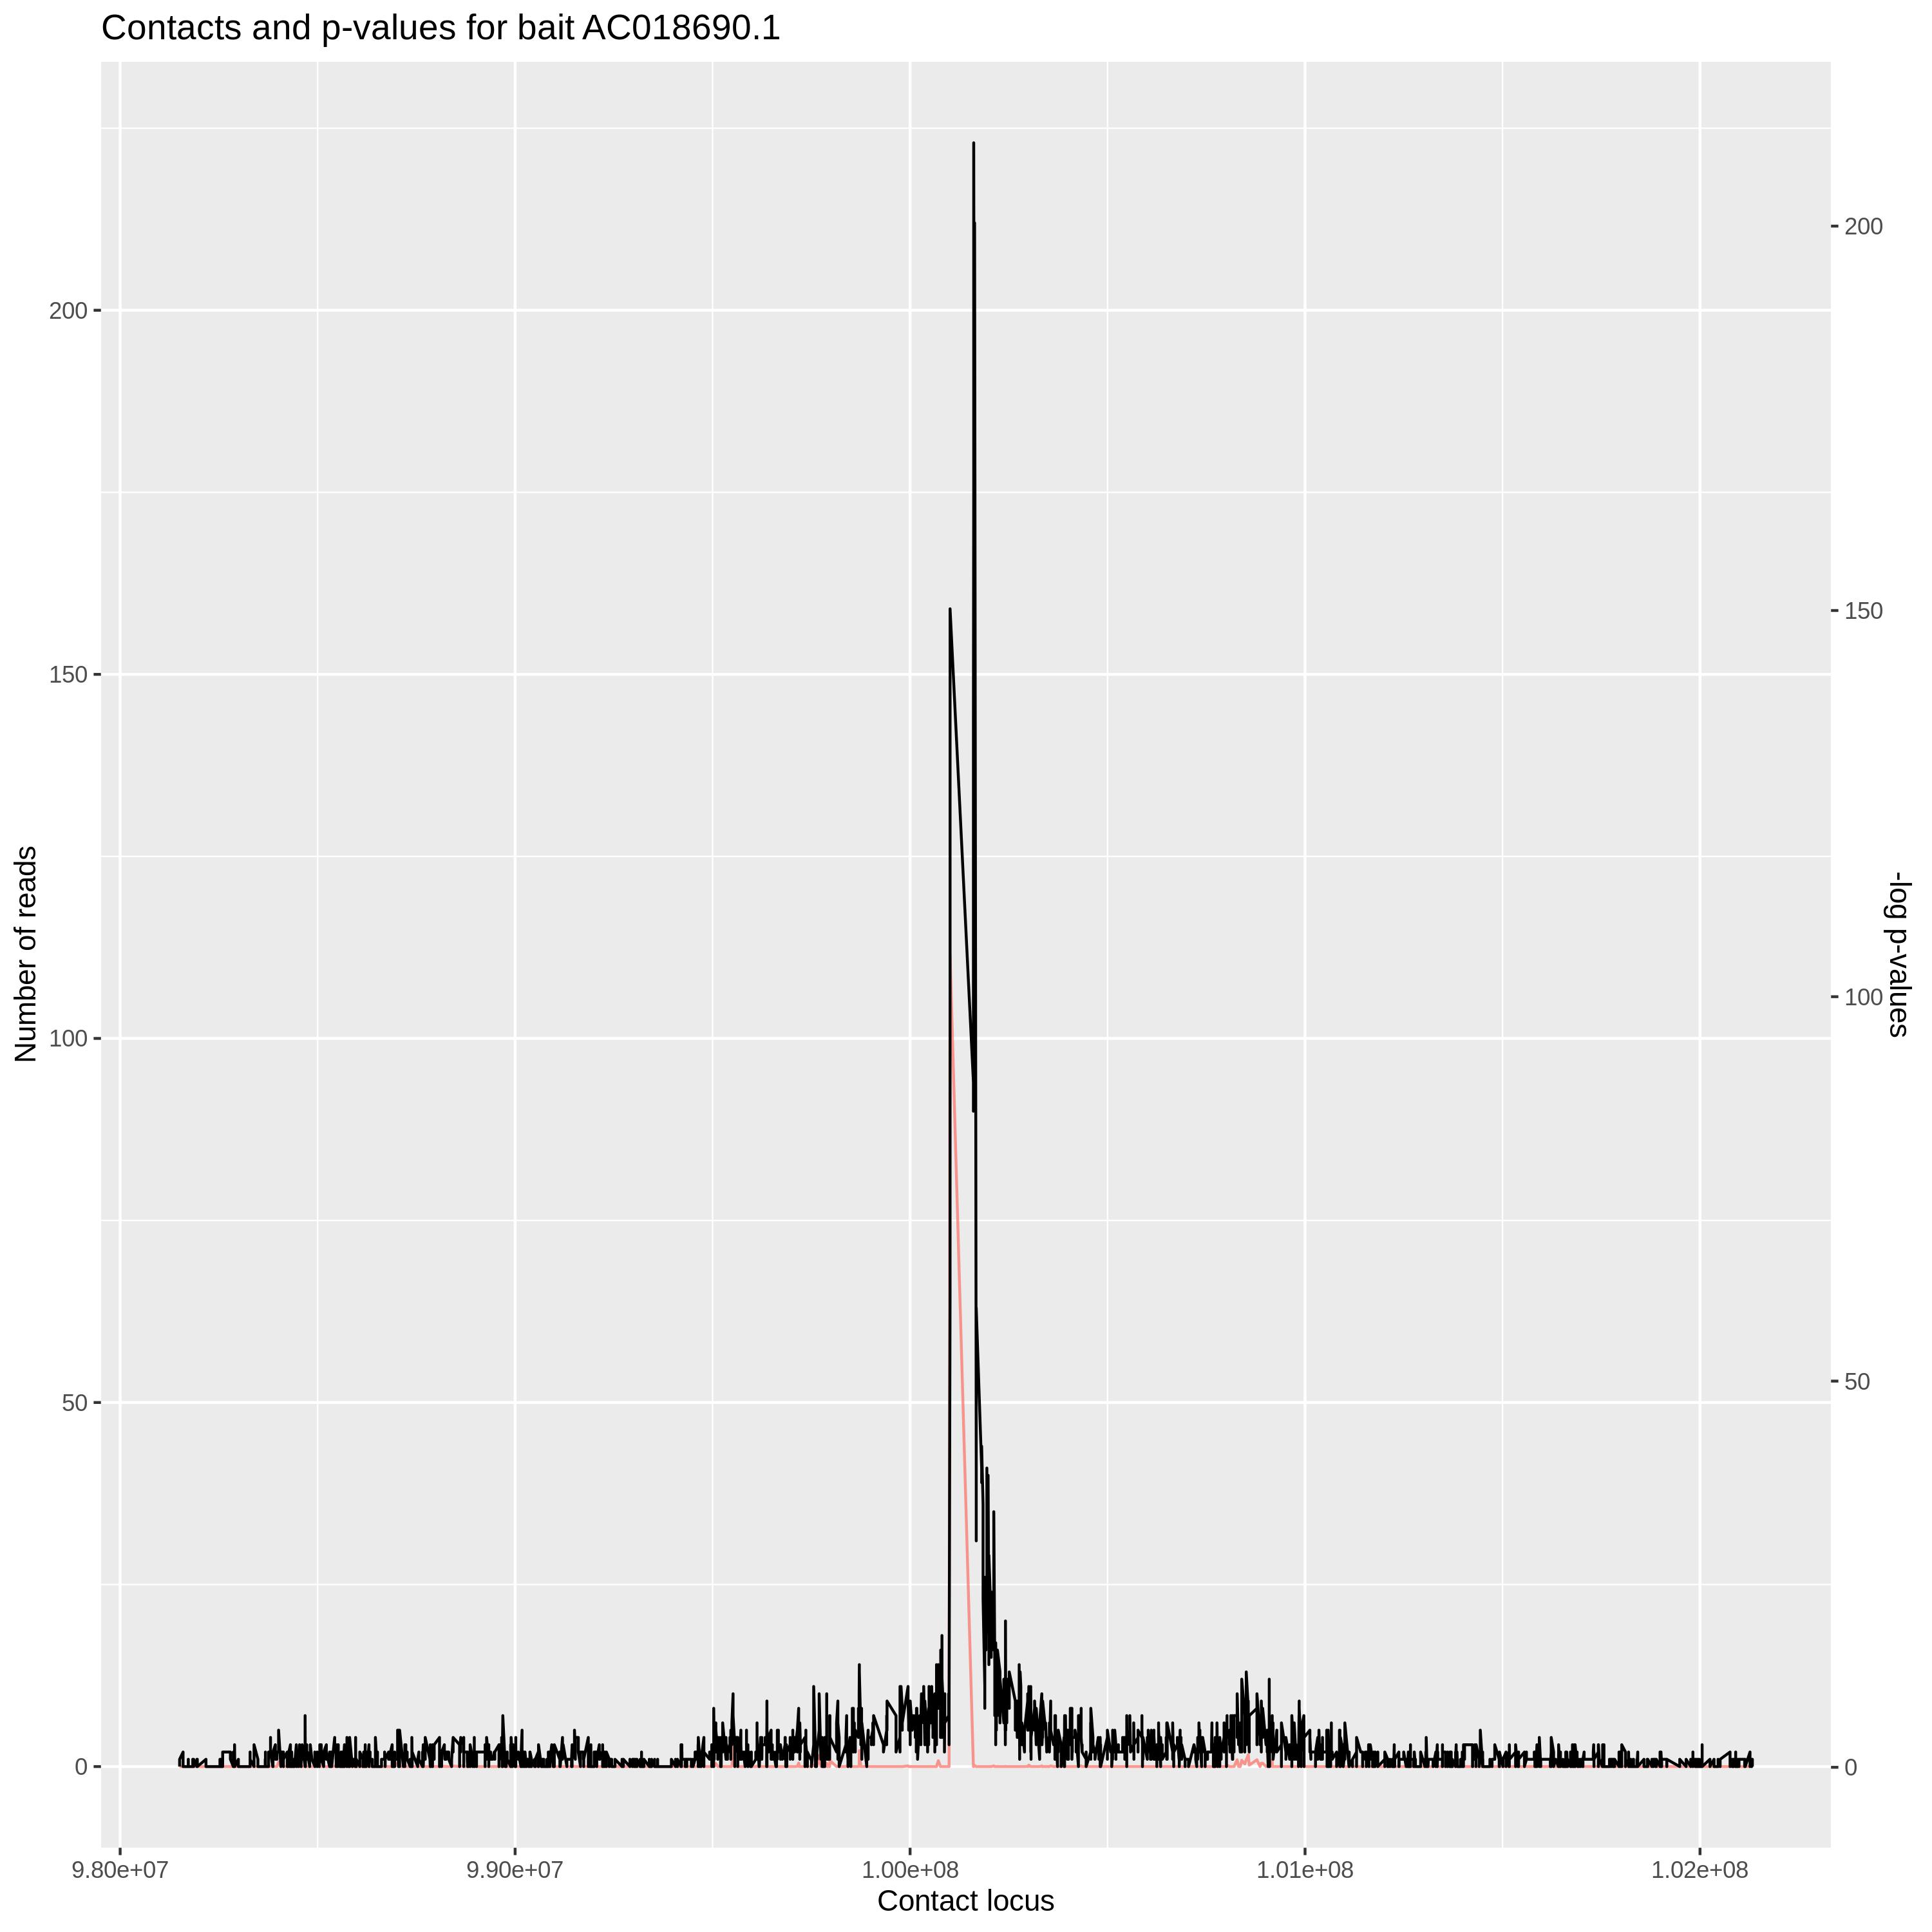 Contacts and p-values for bait AC018690.1
Number of reads
200
150
100
50
0
200
150
100
50
0
-log p-values
9.80e+07
9.90e+07
1.00e+08
1.01e+08
1.02e+08
Contact locus